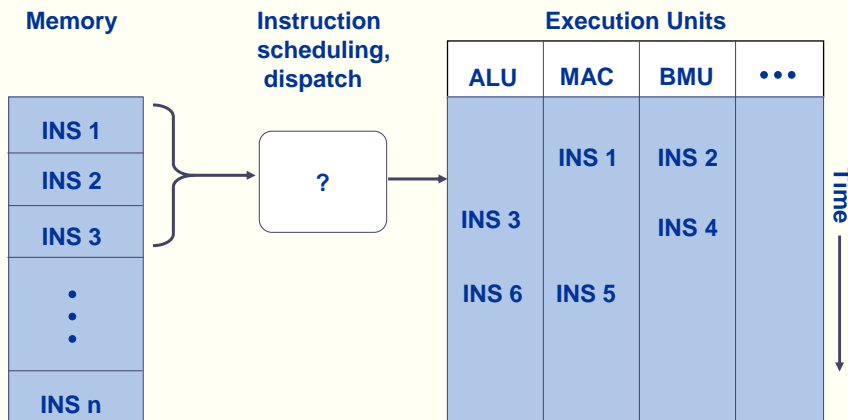 Memory
Instruction
scheduling,
dispatch
Execution Units
ALU MAC BMU •••
INS 1
INS 2
INS 3
•
•
•
INS n
?
INS 1 INS 2
INS 3 INS 4
INS 6 INS 5
Time